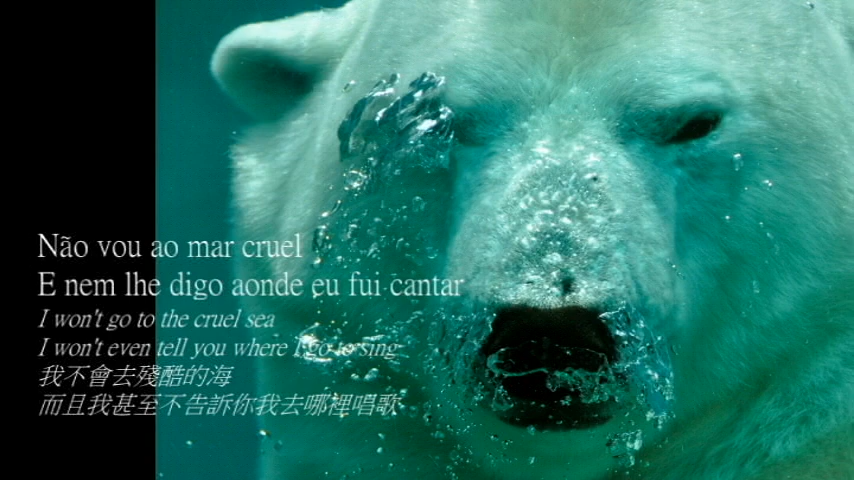 Não vou ao mar cruel
E nem lhe digo aonde eu fui cantar
I won't go to the cruel sea
I won't even tell you where I go to sing
我不會去殘酷的海
而且我甚至不告訴你我去哪裡唱歌